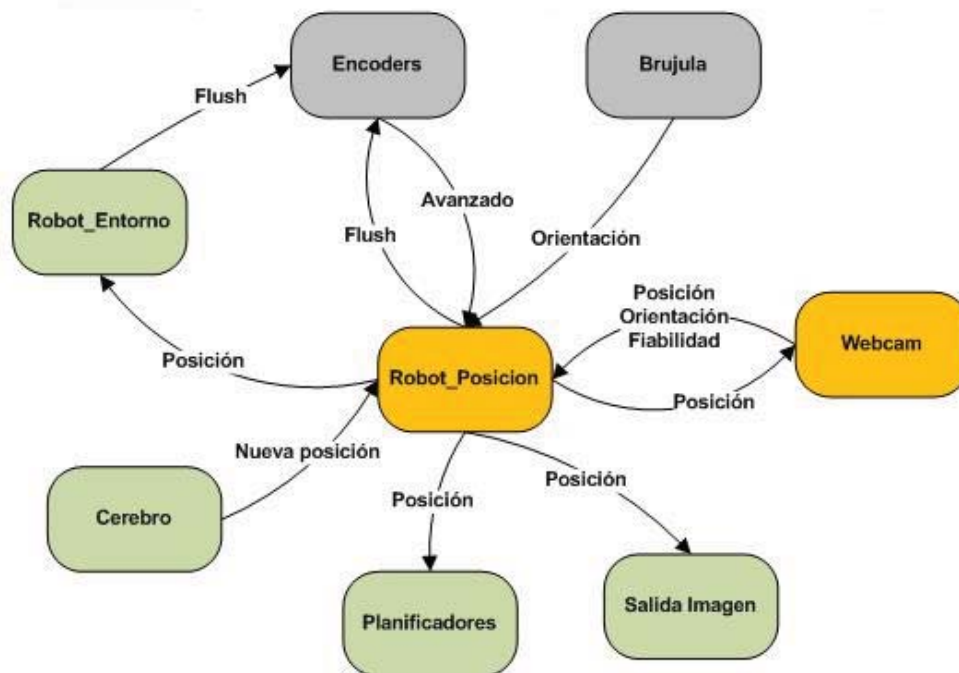 Encoders
Brujula
Flush
Avanzado
Robot_Entorno
Flush
Orientación
Posición
Orientación
Fiabilidad
Webcam
Posición
Robot_Posicion
Posición
Nueva posición
Cerebro
Posición
Posición
Planificadores
Salida Imagen